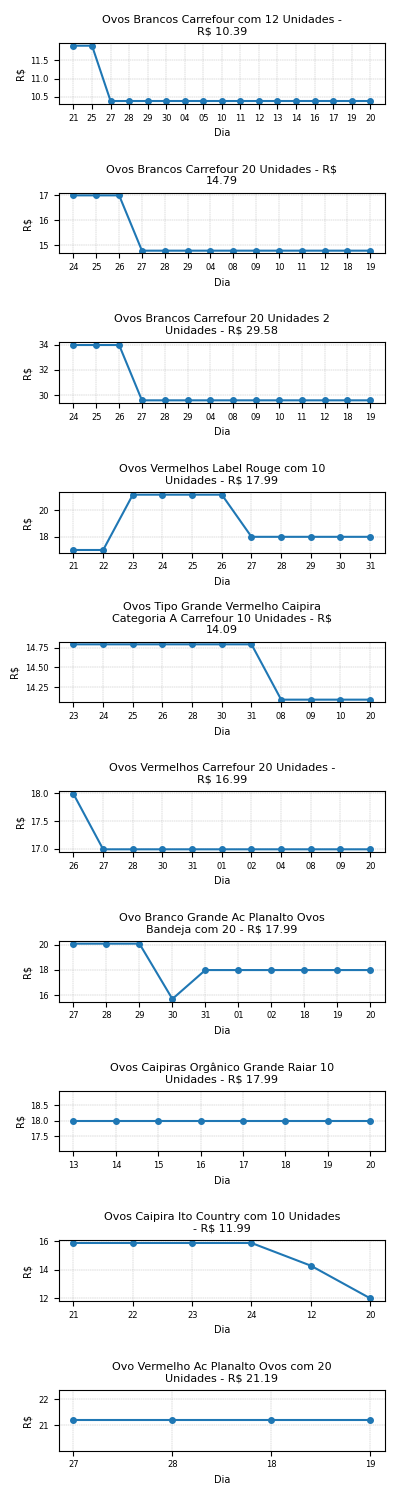 Ovos Brancos Carrefour com 12 Unidades -
R$ 10.39
11.5
11.0
10.5
R$
21 25 27 28 29 30 04 05 10 11 12 13 14 16 17 19 20
Dia
Ovos Brancos Carrefour 20 Unidades - R$
14.79
17
16
15
R$
24 25 26 27 28 29 04 08 09 10 11 12 18 19
Dia
Ovos Brancos Carrefour 20 Unidades 2
Unidades - R$ 29.58
34
32
30
R$
24 25 26 27 28 29 04 08 09 10 11 12 18 19
Dia
Ovos Vermelhos Label Rouge com 10
Unidades - R$ 17.99
20
18
R$
21 22 23 24 25 26 27 28 29 30 31
Dia
Ovos Tipo Grande Vermelho Caipira
Categoria A Carrefour 10 Unidades - R$
14.09
14.75
14.50
14.25
R$
23 24 25 26 28 30 31 08 09 10 20
Dia
Ovos Vermelhos Carrefour 20 Unidades -
R$ 16.99
18.0
17.5
17.0
R$
26 27 28 30 31 01 02 04 08 09 20
Dia
Ovo Branco Grande Ac Planalto Ovos
Bandeja com 20 - R$ 17.99
20
18
16
R$
27 28 29 30 31 01 02 18 19 20
Dia
Ovos Caipiras Orgânico Grande Raiar 10
Unidades - R$ 17.99
18.5
18.0
17.5
R$
13 14 15 16 17 18 19 20
Dia
Ovos Caipira Ito Country com 10 Unidades
- R$ 11.99
16
14
12
R$
21 22 23 24 12 20
Dia
Ovo Vermelho Ac Planalto Ovos com 20
Unidades - R$ 21.19
22
21
R$
27 28 18 19
Dia